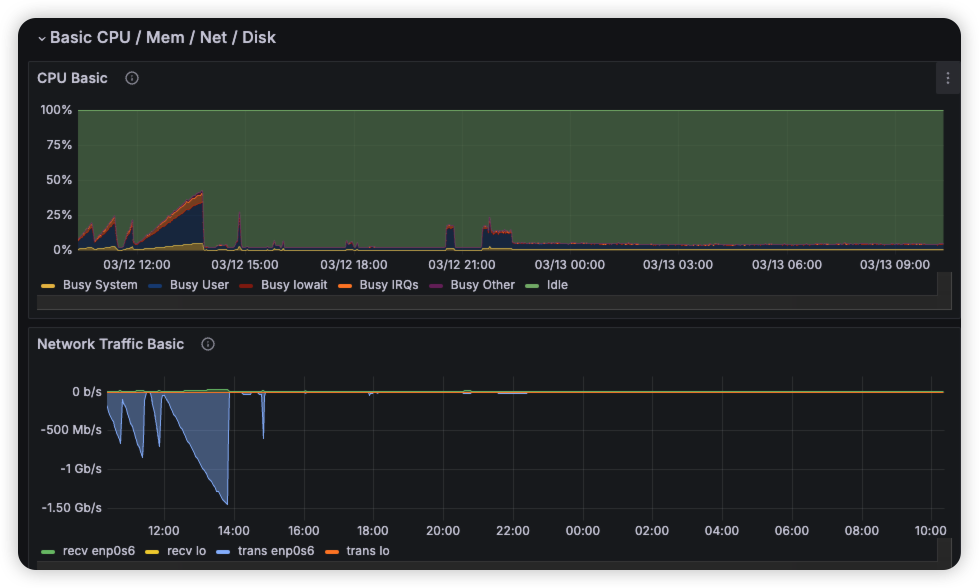 Basic CPU / Mem / Net / Disk
CPU Basic
100%
75%
50%
25%
0%
03/12 12:00 03/12 15:00 03/12 18:00 03/12 21:00 03/13 00:00 03/13 03:00 03/13 06:00 03/13 09:00
Busy System Busy User Busy Iowait Busy IRQs Busy Other Idle
Network Traffic Basic
0 b/s
-500 Mb/s
-1 Gb/s
-1.50 Gb/s
12:00 14:00 16:00 18:00 20:00 22:00 00:00 02:00 04:00 06:00 08:00 10:00
recv enp0s6 recv lo trans enp0s6 trans lo